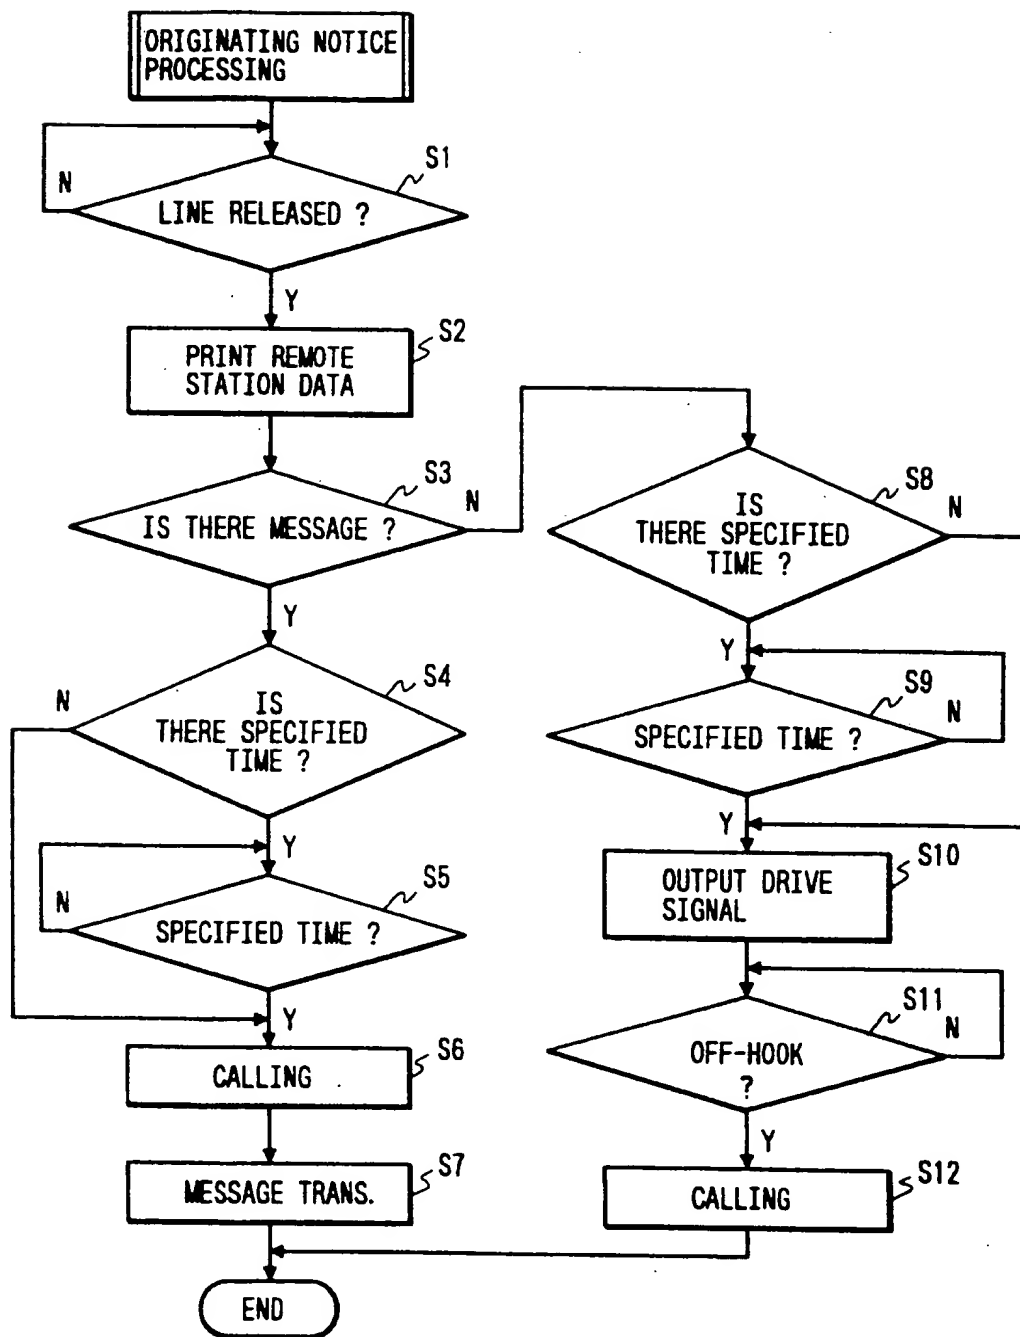 ORIGINATING NOTICE
PROCESSING
S1
N
LINE RELEASED ?
Y
S2
PRINT REMOTE
STATION DATA
S3
N
IS THERE MESSAGE ?
Y
S4
N
IS
THERE SPECIFIED
TIME ?
Y
S5
N
SPECIFIED TIME ?
Y
S6
CALLING
S7
MESSAGE TRANS.
END
S8
N
IS
THERE SPECIFIED
TIME ?
Y
S9
N
SPECIFIED TIME ?
Y
S10
OUTPUT DRIVE
SIGNAL
S11
N
OFF-HOOK
?
Y
S12
CALLING